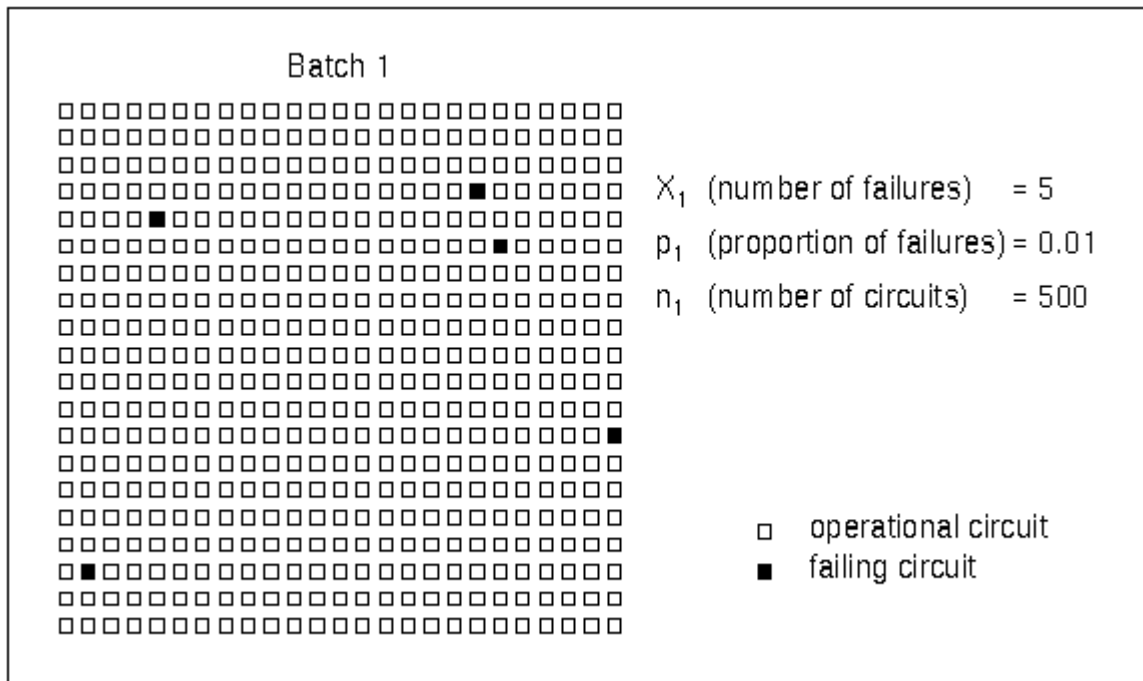 Batch 1
X₁ (number of failures) = 5
p₁ (proportion of failures) = 0.01
n₁ (number of circuits) = 500
operational circuit
failing circuit